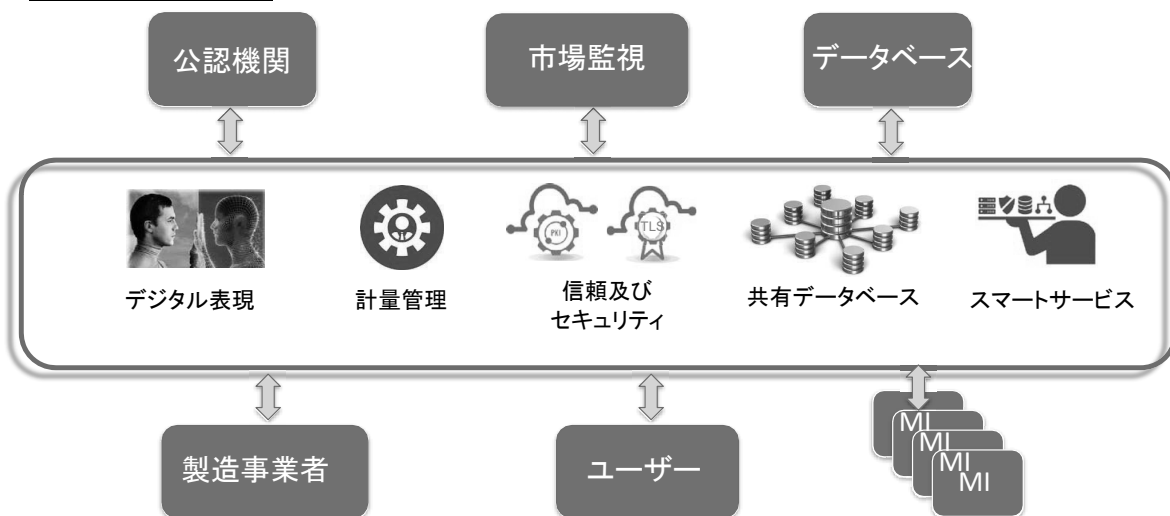 公認機関
市場監視
データベース
デジタル表現
計量管理
PKI
TLS
信頼及び
セキュリティ
共有データベース
スマートサービス
製造事業者
ユーザー
MI
MI
MI
MI